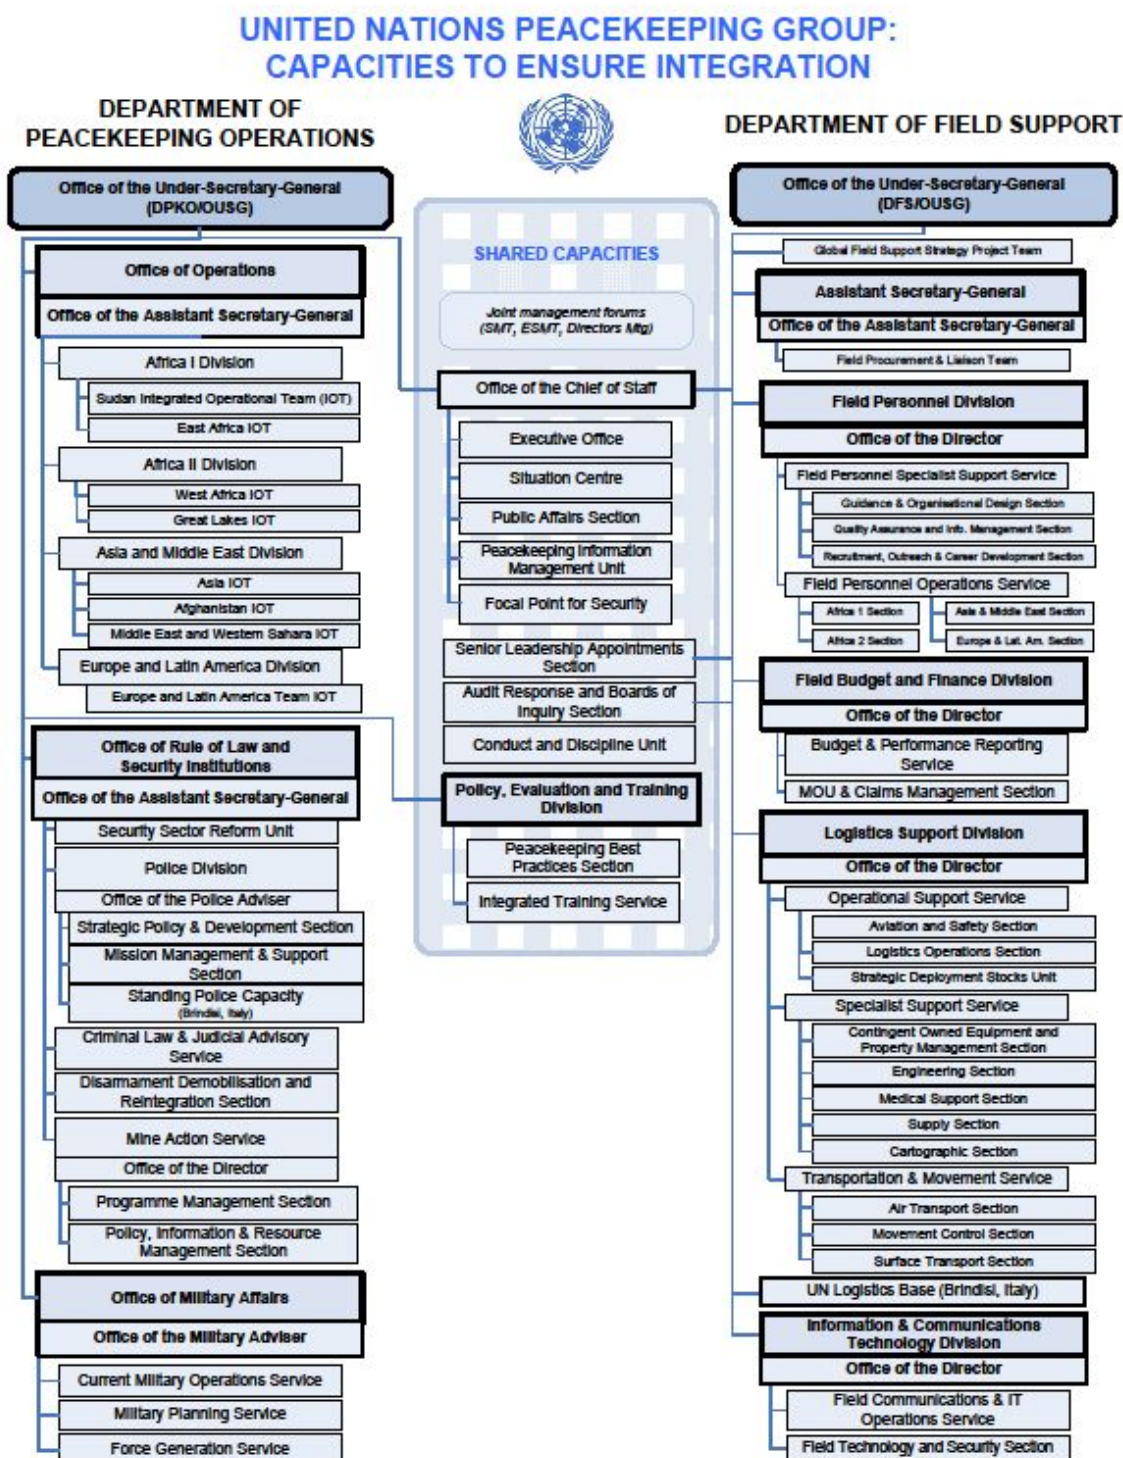 UNITED NATIONS PEACEKEEPING GROUP:
CAPACITIES TO ENSURE INTEGRATION
DEPARTMENT OF
PEACEKEEPING OPERATIONS
Office of the Under-Secretary-General
(DPKO/OUSG)
Office of Operations
Office of the Assistant Secretary-General
Africa I Division
Sudan Integrated Operational Team (IOT)
East Africa IOT
Africa II Division
West Africa IOT
Great Lakes IOT
Asia and Middle East Division
Asia IOT
Afghanistan IOT
Middle East and Western Sahara IOT
Europe and Latin America Division
Europe and Latin America Team IOT
Office of Rule of Law and
Security Institutions
Office of the Assistant Secretary-General
Security Sector Reform Unit
Police Division
Office of the Police Adviser
Strategic Policy & Development Section
Mission Management & Support
Section
Standing Police Capacity
(Brindisi, Italy)
Criminal Law & Judicial Advisory
Service
Disarmament Demobilisation and
Reintegration Section
Mine Action Service
Office of the Director
Programme Management Section
Policy, Information & Resource
Management Section
Office of Military Affairs
Office of the Military Adviser
Current Military Operations Service
Military Planning Service
Force Generation Service
SHARED CAPACITIES
Joint management forums
(SMT, ESMT, Directors Mtg)
Office of the Chief of Staff
Executive Office
Situation Centre
Public Affairs Section
Peacekeeping Information
Management Unit
Focal Point for Security
Senior Leadership Appointments
Section
Audit Response and Boards of
Inquiry Section
Conduct and Discipline Unit
Policy, Evaluation and Training
Division
Peacekeeping Best
Practices Section
Integrated Training Service
DEPARTMENT OF FIELD SUPPORT
Office of the Under-Secretary-General
(DFS/OUSG)
Global Field Support Strategy Project Team
Assistant Secretary-General
Office of the Assistant Secretary-General
Field Procurement & Liaison Team
Field Personnel Division
Office of the Director
Field Personnel Specialist Support Service
Guidance & Organisational Design Section
Quality Assurance and Info. Management Section
Recruitment, Outreach & Career Development Section
Field Personnel Operations Service
Africa 1 Section
Asia & Middle East Section
Africa 2 Section
Europe & Lat. Am. Section
Field Budget and Finance Division
Office of the Director
Budget & Performance Reporting
Service
MOU & Claims Management Section
Logistics Support Division
Office of the Director
Operational Support Service
Aviation and Safety Section
Logistics Operations Section
Strategic Deployment Stocks Unit
Specialist Support Service
Contingent Owned Equipment and
Property Management Section
Engineering Section
Medical Support Section
Supply Section
Cartographic Section
Transportation & Movement Service
Air Transport Section
Movement Control Section
Surface Transport Section
UN Logistics Base (Brindisi, Italy)
Information & Communications
Technology Division
Office of the Director
Field Communications & IT
Operations Service
Field Technology and Security Section